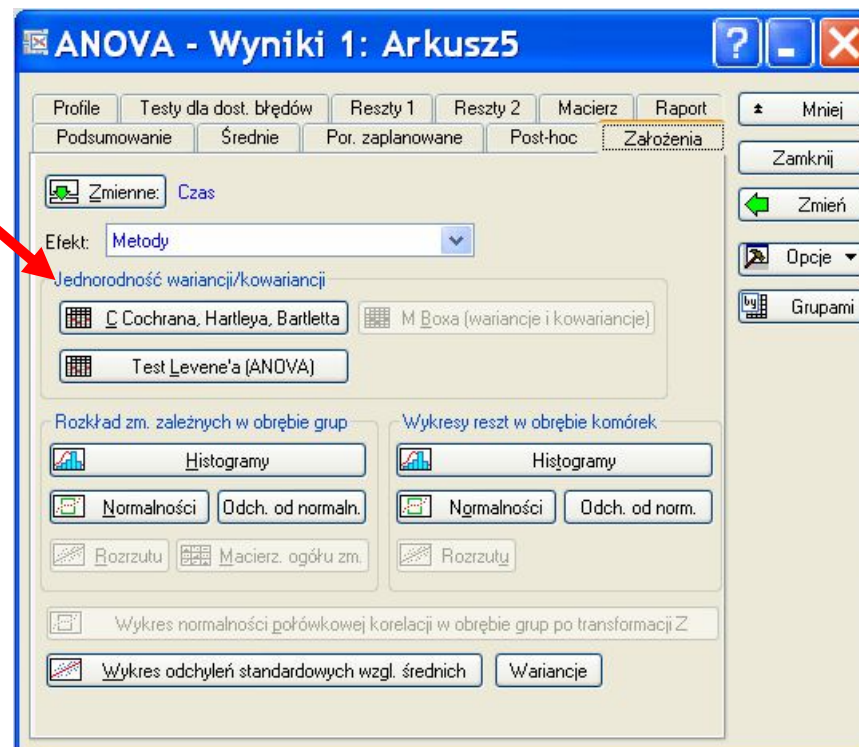 ANOVA - Wyniki 1: Arkusz5
Profile Testy dla dost. błędów Reszty 1 Reszty 2 Macierz Raport
Podsumowanie Średnie Por. zaplanowane Post-hoc Założenia
Mniej
Zamknij
Zmień
Opcje
by Grupami
Zmienne: Czas
Efekt: Metody
Jednorodność wariancji/kowariancji
C Cochrana, Hartleya, Bartletta M Boxa (wariancje i kowariancje)
Test Levene'a (ANOVA)
Rozkład zm. zależnych w obrębie grup
Histogramy
Normalności Odch. od normaln.
Rozrzutu Macierz. ogółu zm.
Wykresy reszt w obrębie komórek
Histogramy
Normalności Odch. od norm.
Rozrzutu
Wykres normalności połówkowej korelacji w obrębie grup po transformacji Z
Wykres odchyleń standardowych wzgl. średnich Wariancje